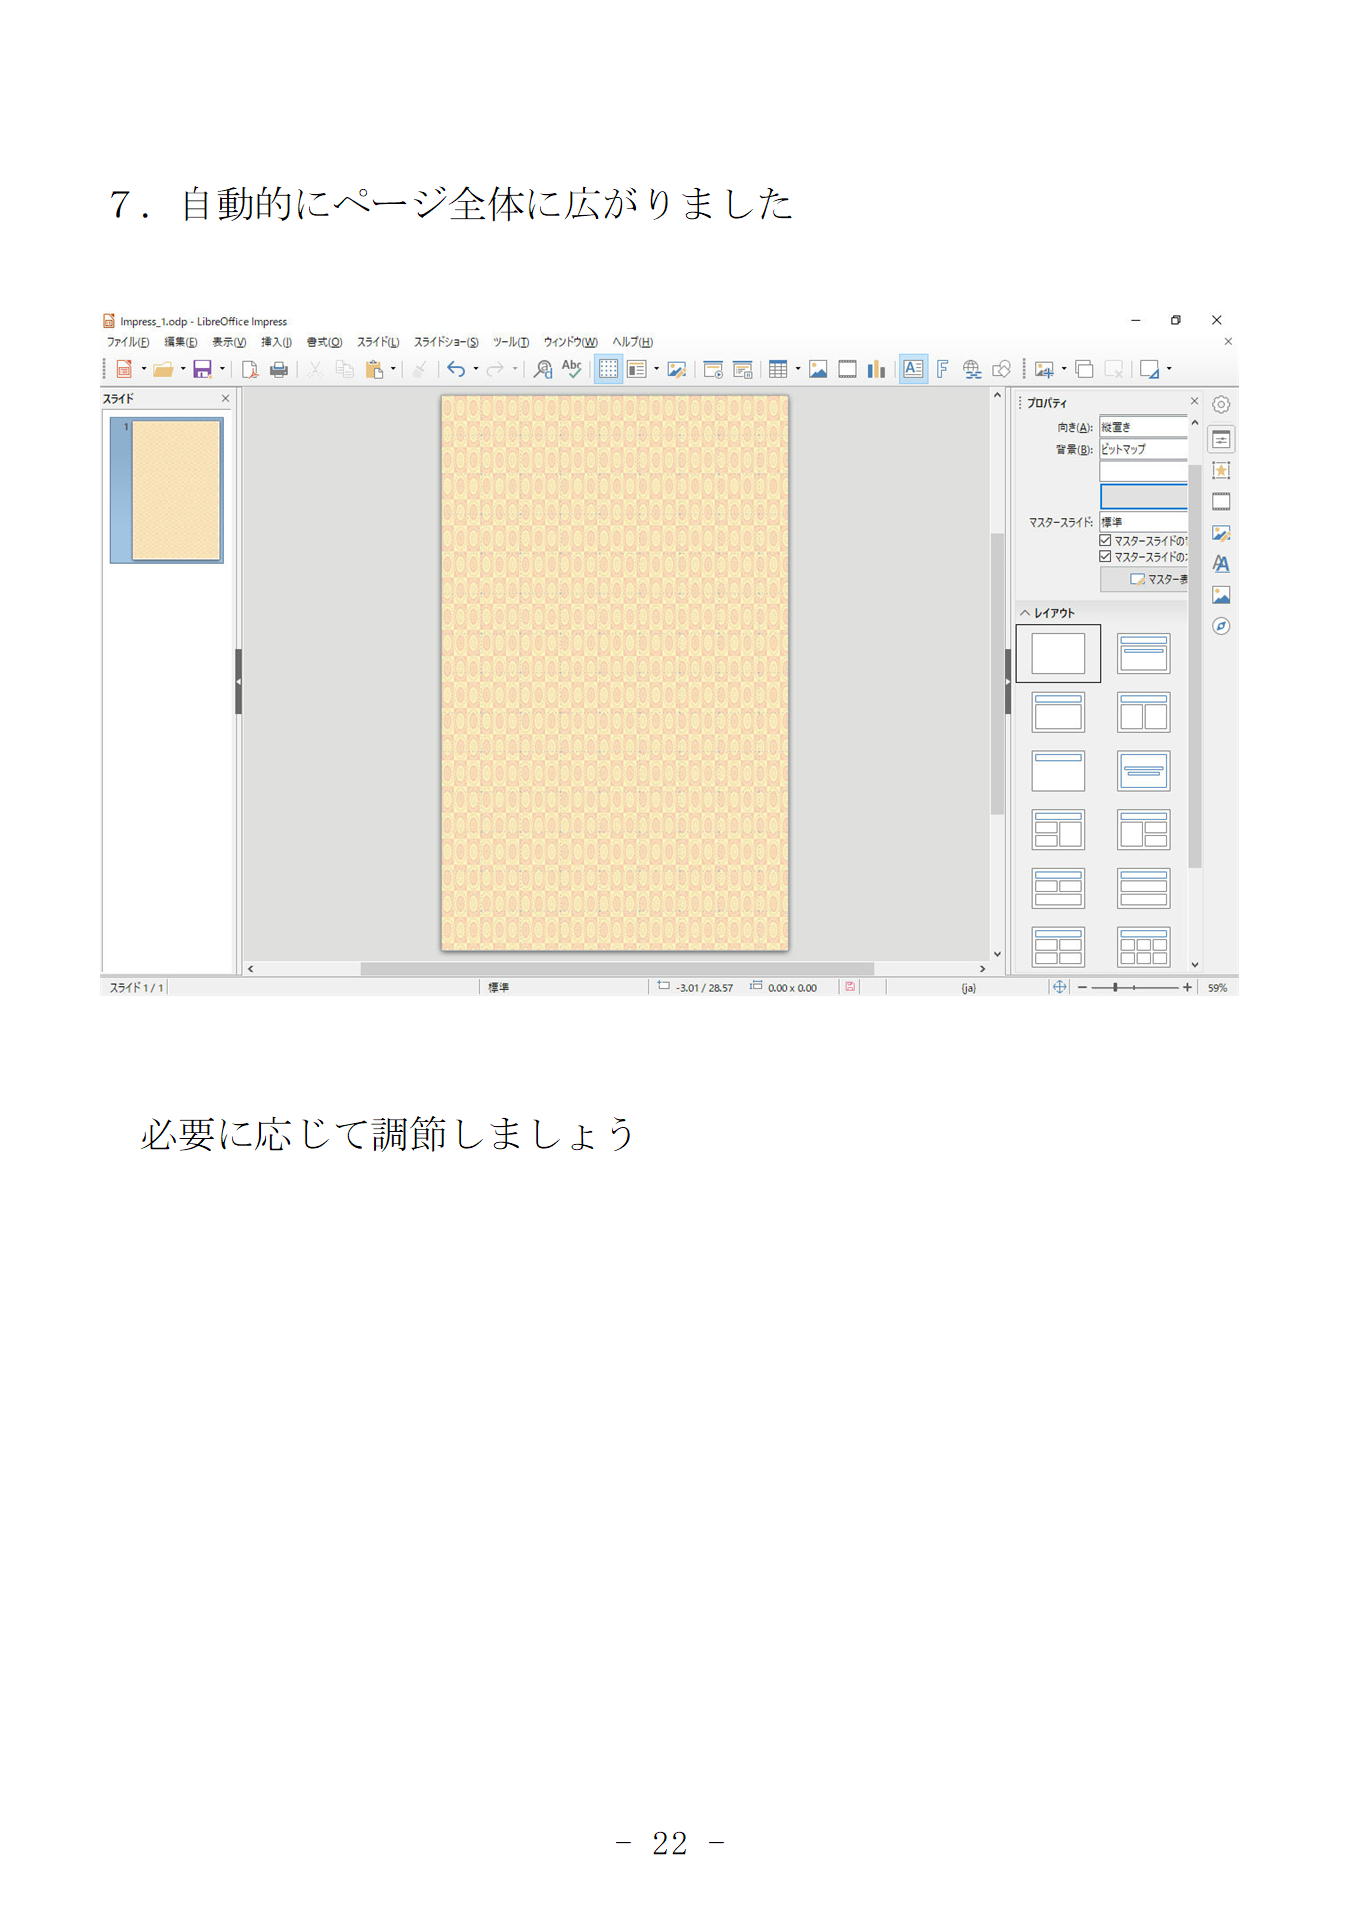 ７．自動的にページ全体に広がりました
Impress_1.odp - LibreOffice Impress
ファイル(F) 編集(E) 表示(V) 挿入(I) 書式(O) スライド(L) スライドショー(S) ツール(T) ウィンドウ(W) ヘルプ(H)
スライド
1
プロパティ
向き(A): 縦置き
背景(B): ビットマップ
マスタースライド: 標準
マスタースライドの
マスタースライドの
マスター表
レイアウト
スライド 1 / 1 標準 -3.01 / 28.57 0.00 x 0.00 (ja) 59%
必要に応じて調節しましょう
- 22 -